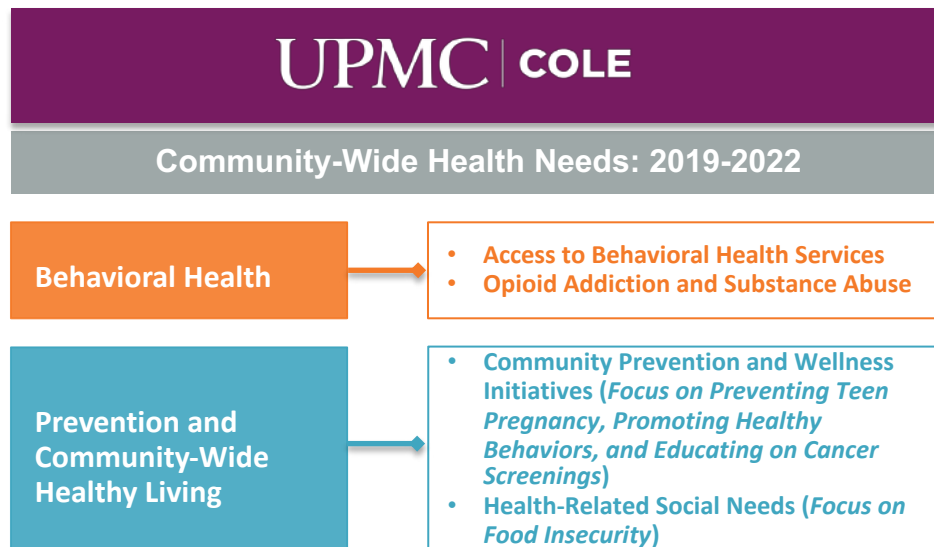 UPMC | COLE
Community-Wide Health Needs: 2019-2022
Behavioral Health
• Access to Behavioral Health Services
• Opioid Addiction and Substance Abuse
Prevention and
Community-Wide
Healthy Living
• Community Prevention and Wellness
Initiatives (Focus on Preventing Teen
Pregnancy, Promoting Healthy
Behaviors, and Educating on Cancer
Screenings)
• Health-Related Social Needs (Focus on
Food Insecurity)